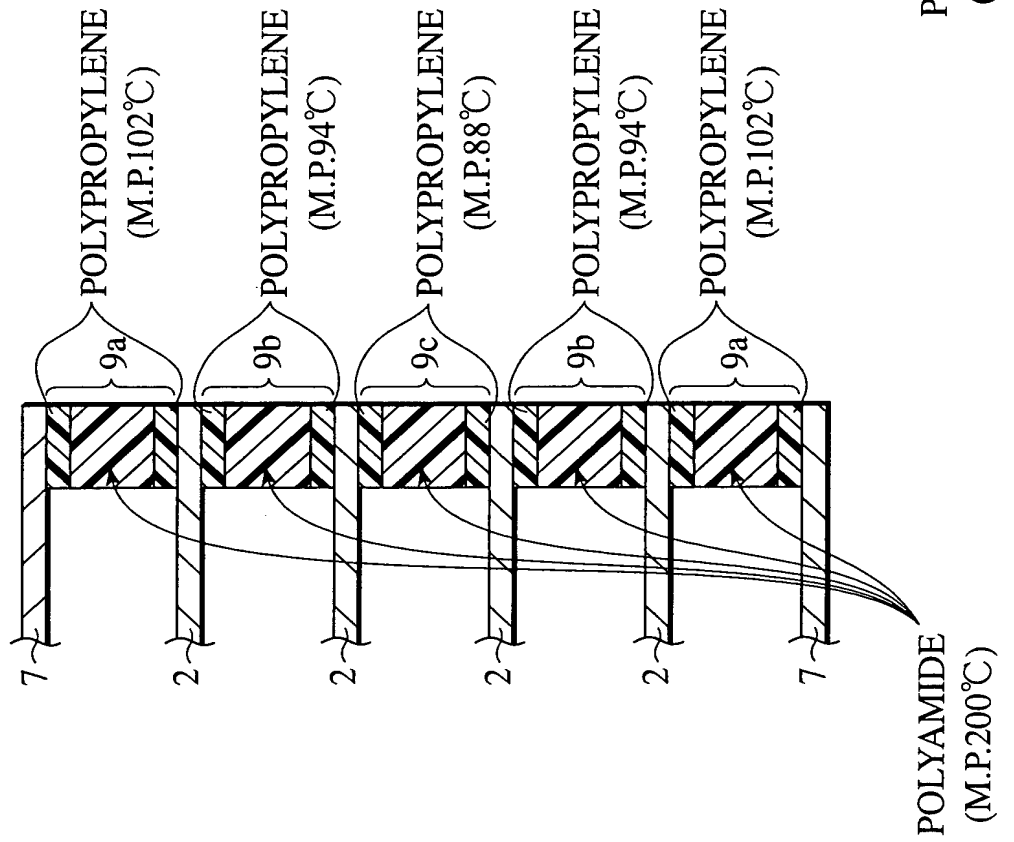 POLYPROPYLENE
(M.P.102℃)
POLYPROPYLENE
(M.P.94℃)
POLYPROPYLENE
(M.P.88℃)
POLYPROPYLENE
(M.P.94℃)
POLYPROPYLENE
(M.P.102℃)
9a
9b
9c
9b
9a
7
2
2
2
2
7
POLYAMIDE
(M.P.200℃)
P